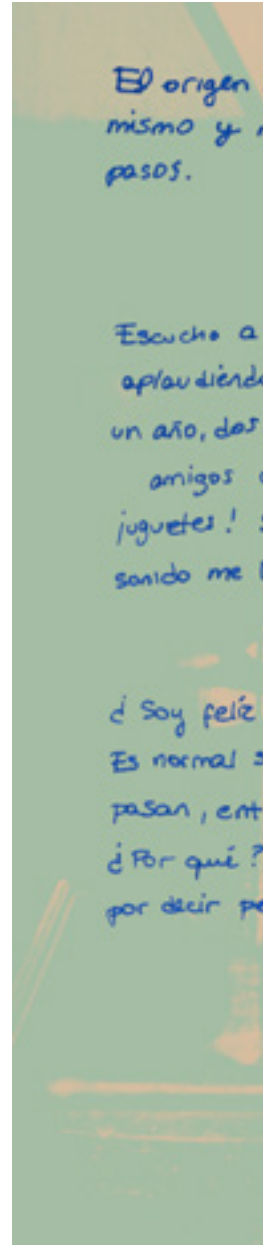 El origen
mismo y
pasos.
Escucho a
aplaudiendo
un año, dos
amigos
juguetes!
sonido me
¿Soy feliz
Es normal
pasan, ent
¿Por qué?
por decir pe